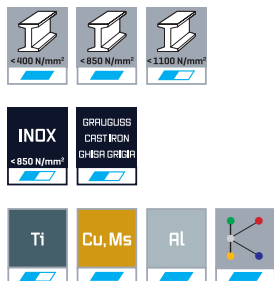 <400 N/mm² <850 N/mm² <1100 N/mm²
INOX
<850 N/mm²
GRAUGUSS
CAST IRON
GHISA GRIGIA
Ti Cu,Ms Al